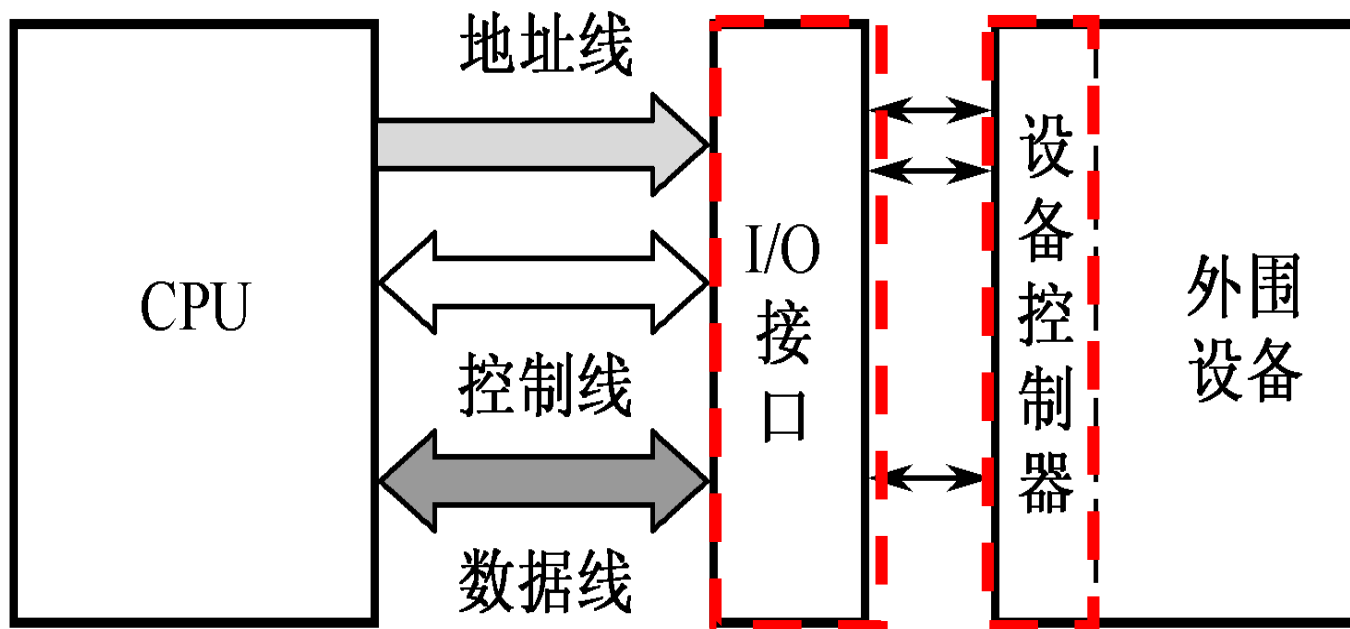 地址线
CPU
控制线
数据线
I/O
接
口
设
备
控
制
器
外围
设备